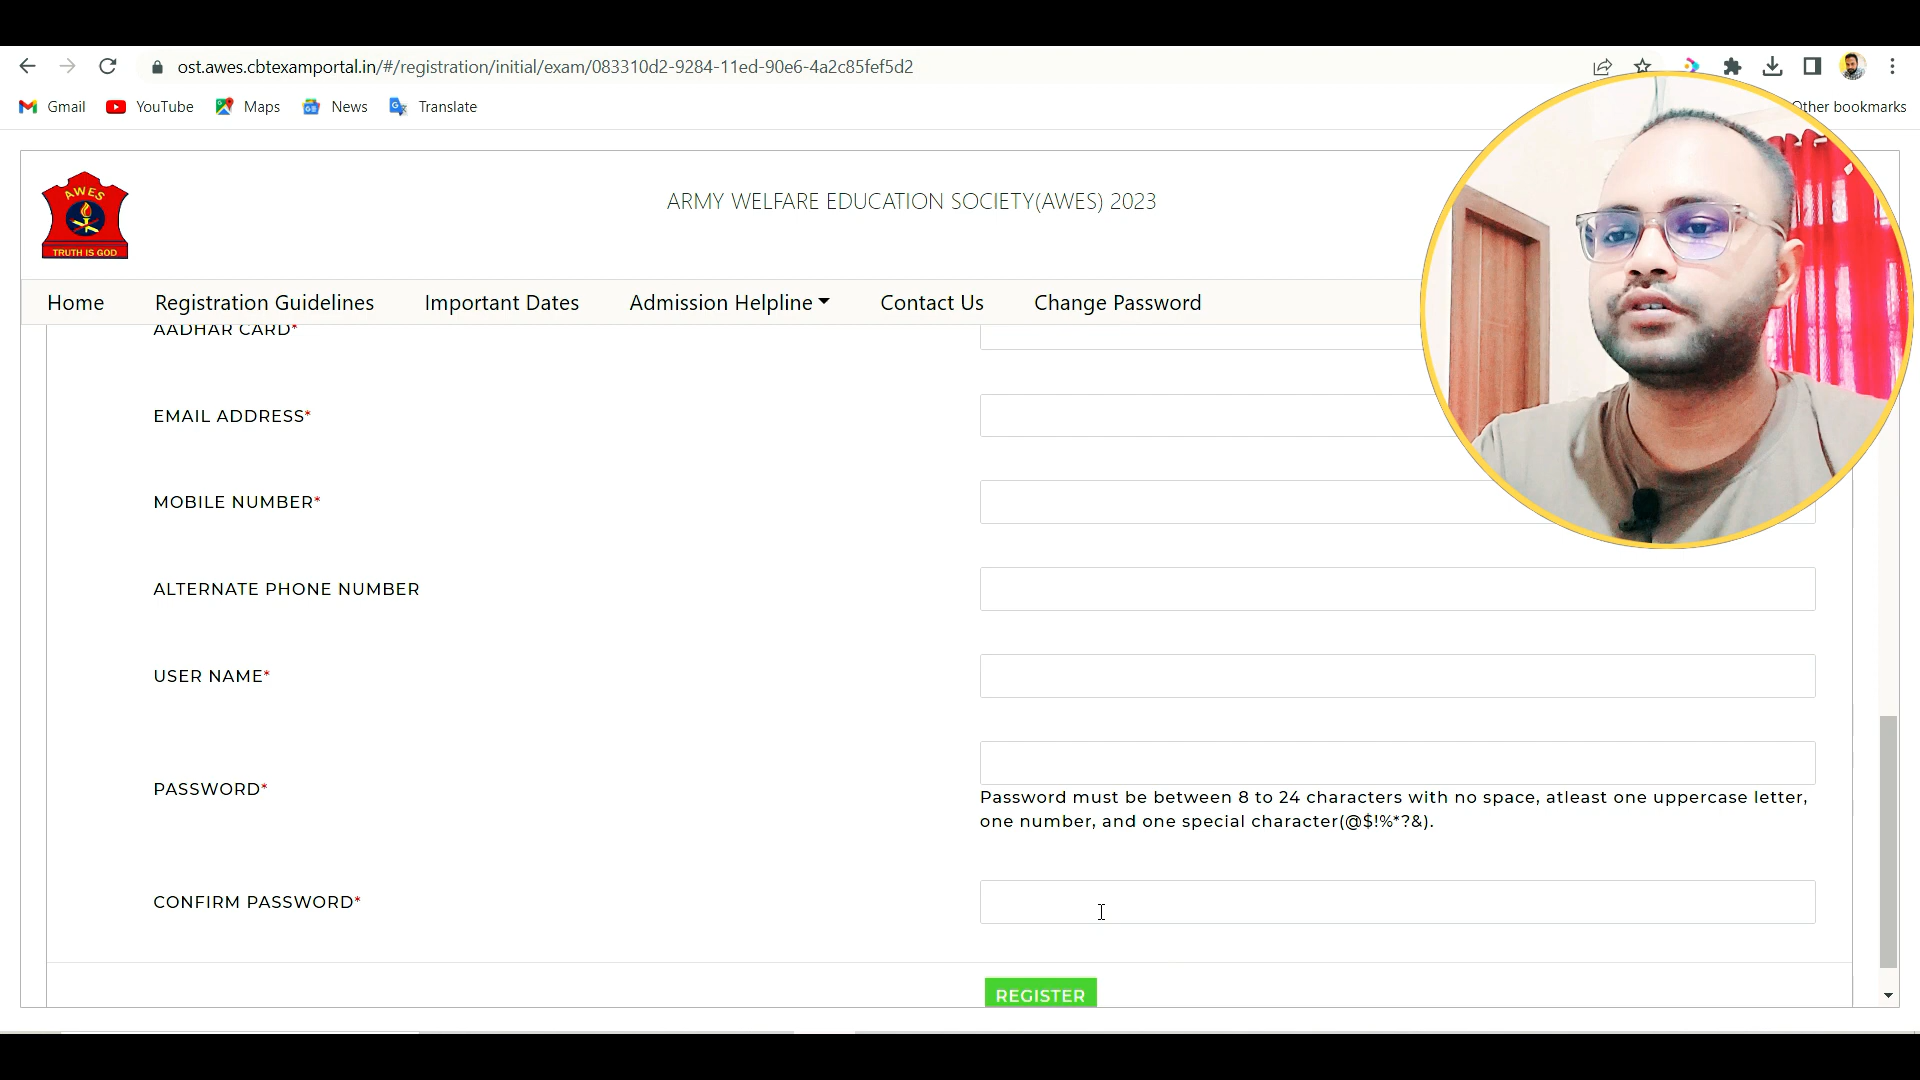 ost.awes.cbtexamportal.in/#/registration/initial/exam/083310d2-9284-11ed-90e6-4a2c85fef5d2
Gmail YouTube Maps News Translate Other bookmarks
AWES
TRUTH IS GOD
ARMY WELFARE EDUCATION SOCIETY(AWES) 2023
Home Registration Guidelines Important Dates Admission Helpline Contact Us Change Password
AADHAR CARD*
EMAIL ADDRESS*
MOBILE NUMBER*
ALTERNATE PHONE NUMBER
USER NAME*
PASSWORD*
Password must be between 8 to 24 characters with no space, atleast one uppercase letter,
one number, and one special character(@$!%*?&).
CONFIRM PASSWORD*
REGISTER